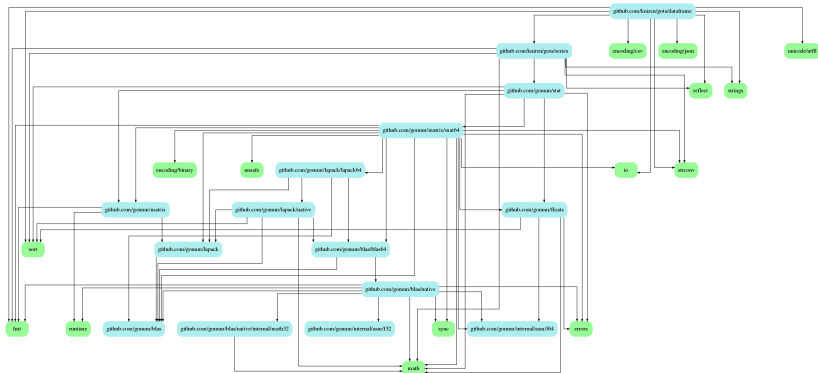 github.com/kniren/gota/dataframe
github.com/kniren/gota/series
encoding/csv
encoding/json
unicode/utf8
github.com/gonum/stat
reflect
strings
github.com/gonum/matrix/mat64
encoding/binary
unsafe
github.com/gonum/lapack/lapack64
io
strconv
github.com/gonum/matrix
github.com/gonum/lapack/native
github.com/gonum/floats
sort
github.com/gonum/lapack
github.com/gonum/blas/blas64
github.com/gonum/blas/native
fmt
runtime
github.com/gonum/blas
github.com/gonum/blas/native/internal/math32
github.com/gonum/internal/asm/f32
sync
github.com/gonum/internal/asm/f64
errors
math